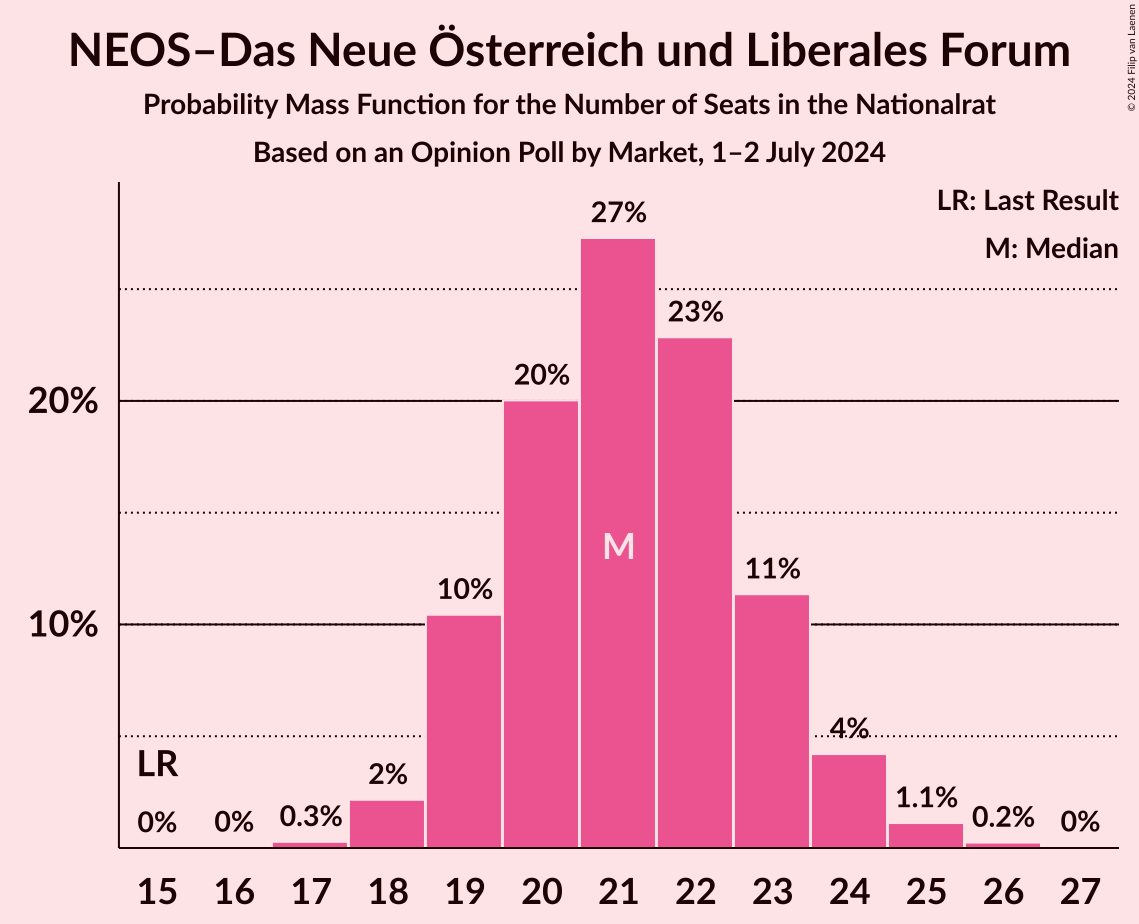 NEOS–Das Neue Österreich und Liberales Forum
Probability Mass Function for the Number of Seats in the Nationalrat
Based on an Opinion Poll by Market, 1–2 July 2024
© 2024 Filip van Laenen
LR: Last Result
M: Median
27%
23%
20%
20%
M
11%
10%
10%
4%
LR
2%
1.1%
0%
0%
0.3%
0.2%
0%
15 16 17 18 19 20 21 22 23 24 25 26 27